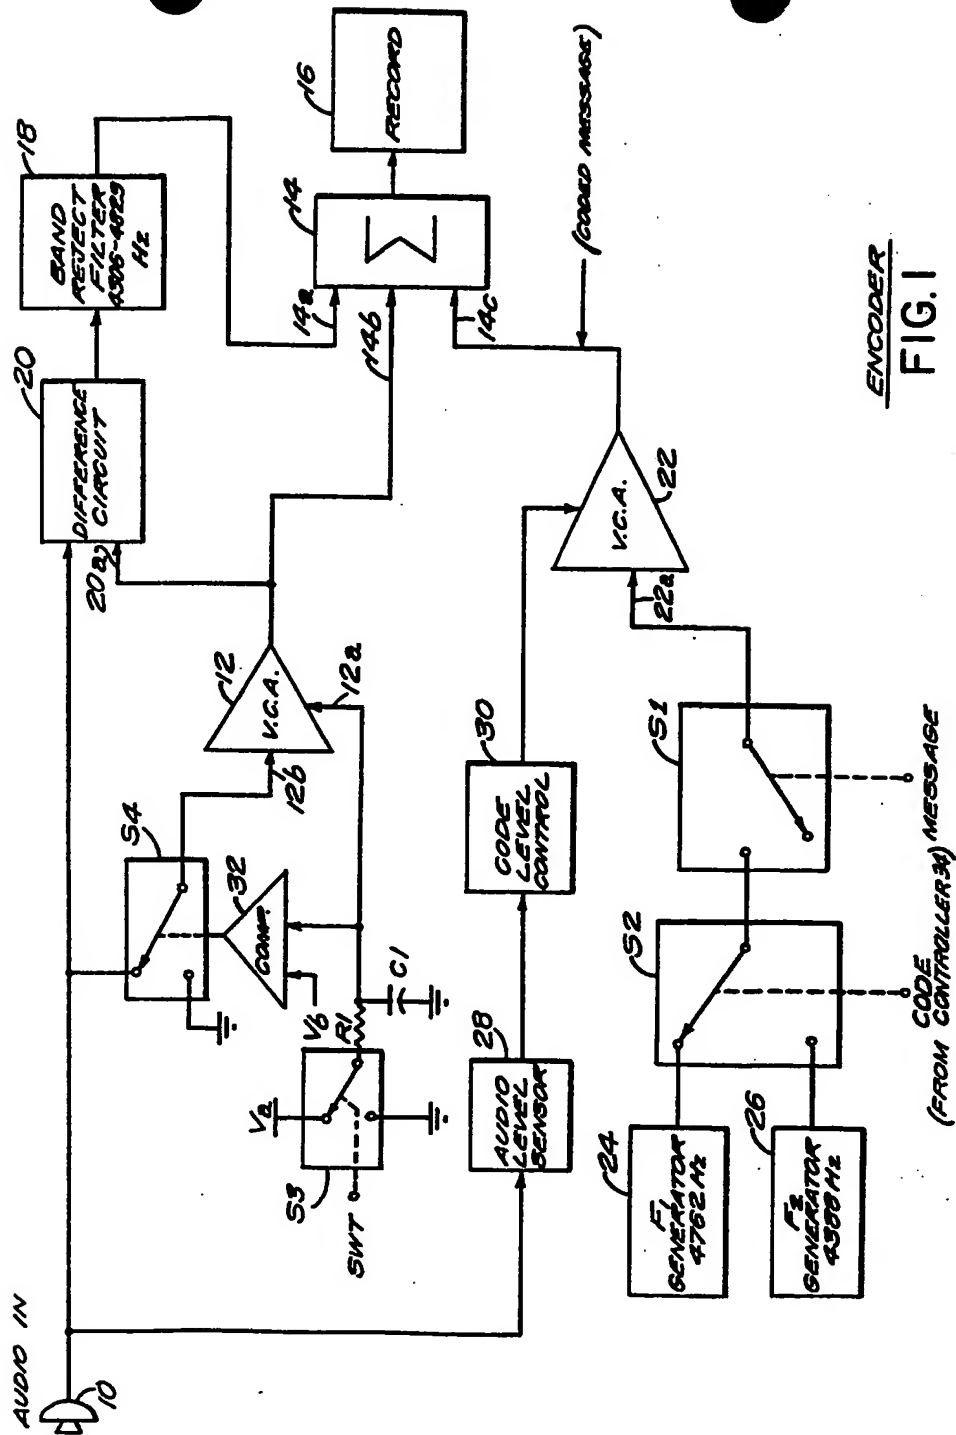 AUDIO IN
10
20
DIFFERENCE
CIRCUIT
20a
18
BAND
REJECT
FILTER
4306-4829
Hz
S4
32
COMP.
12b
12
V.C.A.
12a
Va
S3
SWT
Vb
R1
C1
14a
14b
14c
14
Σ
16
RECORD
28
AUDIO
LEVEL
SENSOR
30
CODE
LEVEL
CONTROL
22
V.C.A.
22a
(CODED MESSAGE)
24
F1
GENERATOR
4762 Hz
26
F2
GENERATOR
4388 Hz
S2
S1
CODE MESSAGE
(FROM CONTROLLER 34)
ENCODER
FIG. 1